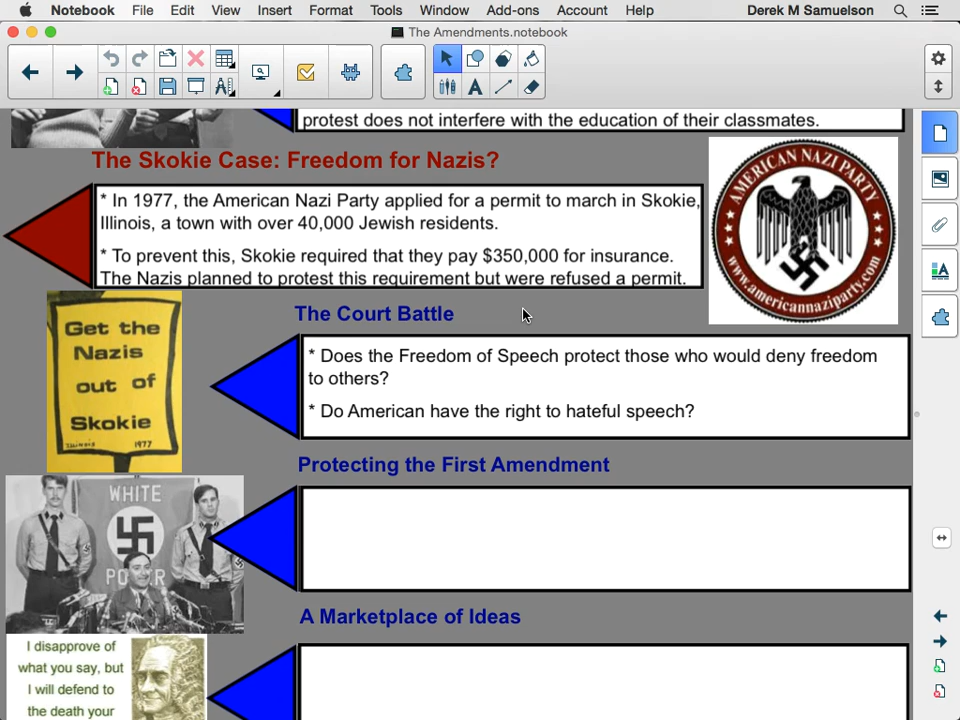 Notebook File Edit View Insert Format Tools Window Add-ons Account Help Derek M Samuelson
The Amendments.notebook
protest does not interfere with the education of their classmates.
The Skokie Case: Freedom for Nazis?
* In 1977, the American Nazi Party applied for a permit to march in Skokie,
Illinois, a town with over 40,000 Jewish residents.
* To prevent this, Skokie required that they pay $350,000 for insurance.
The Nazis planned to protest this requirement but were refused a permit.
AMERICAN NAZI PARTY
www.americannaziparty.com
Get the
Nazis
out of
Skokie
Illinois 1977
The Court Battle
* Does the Freedom of Speech protect those who would deny freedom
to others?
* Do American have the right to hateful speech?
Protecting the First Amendment
WHITE
POWER
A Marketplace of Ideas
I disapprove of
what you say, but
I will defend to
the death your